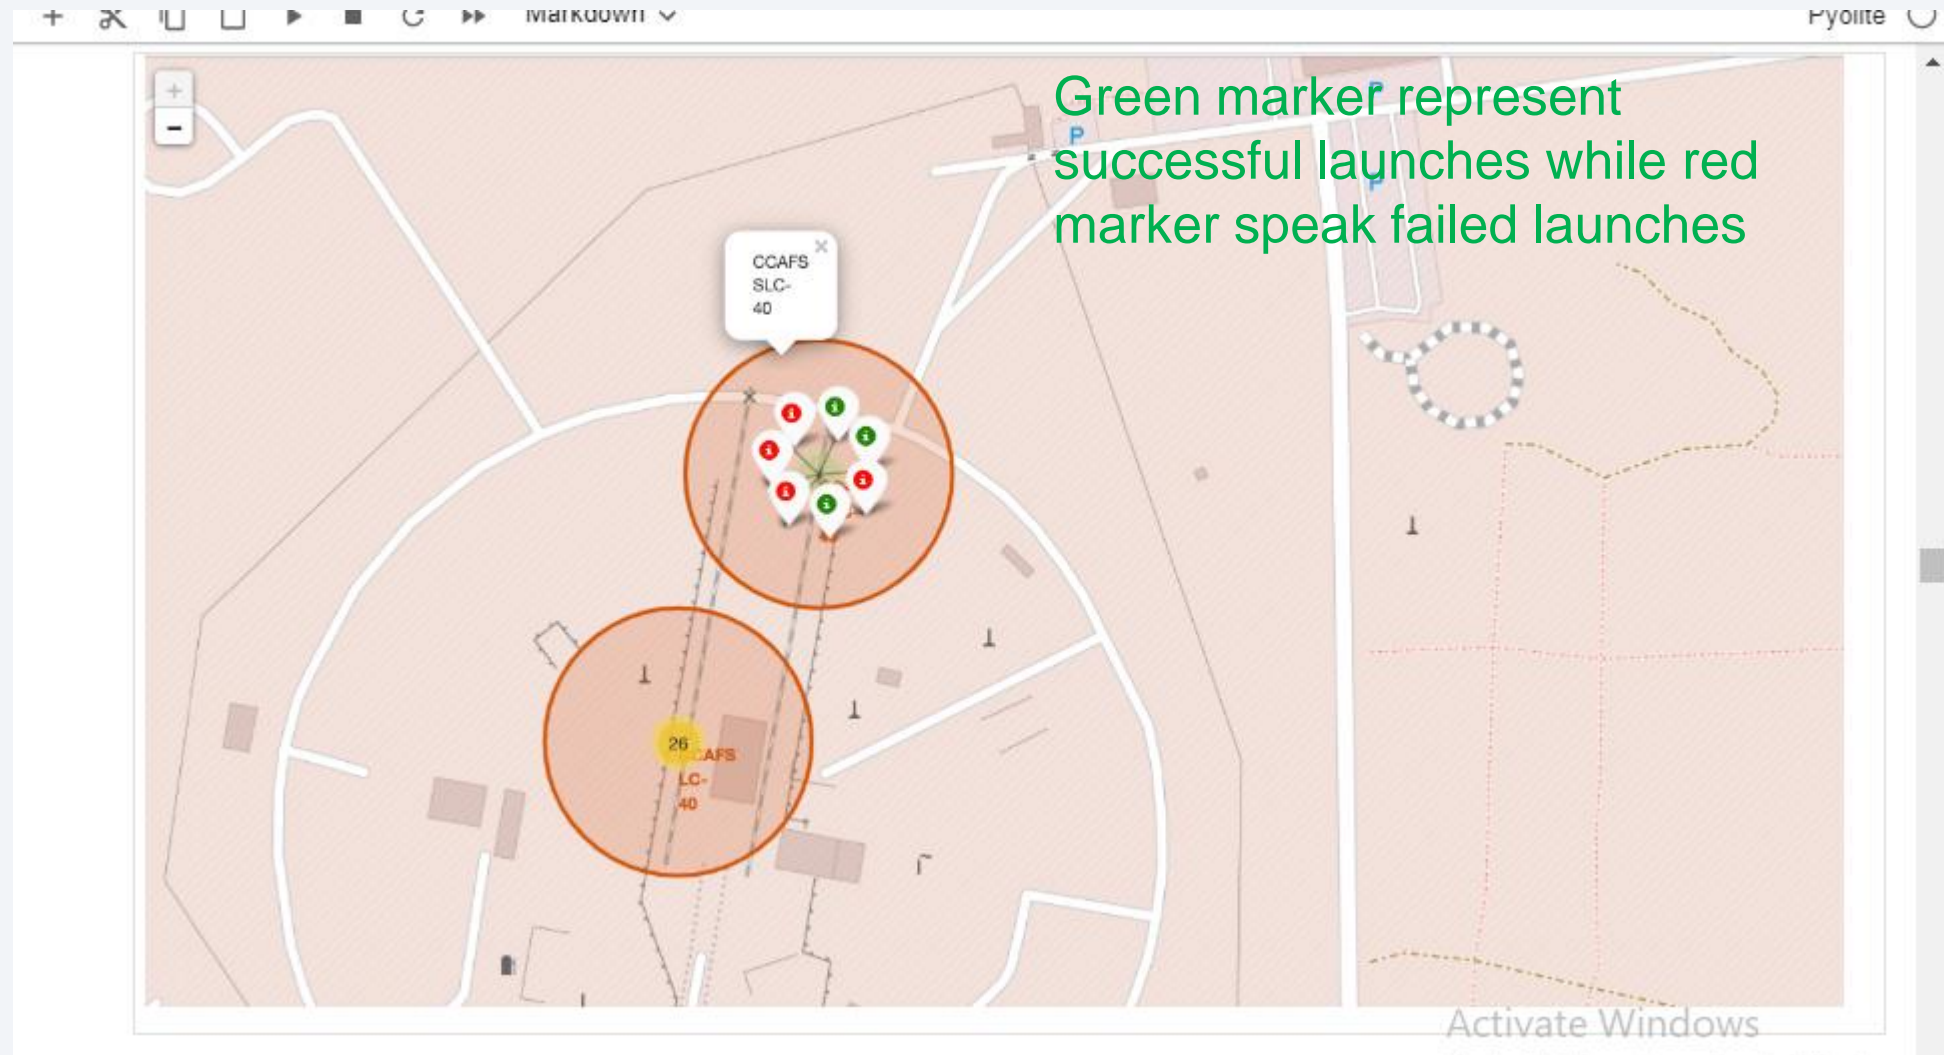 Markdown
Pyolite
Green marker represent
successful launches while red
marker speak failed launches
P
P
P
+
-
CCAFS
SLC-
40
×
26
CCAFS
LC-
40
Activate Windows